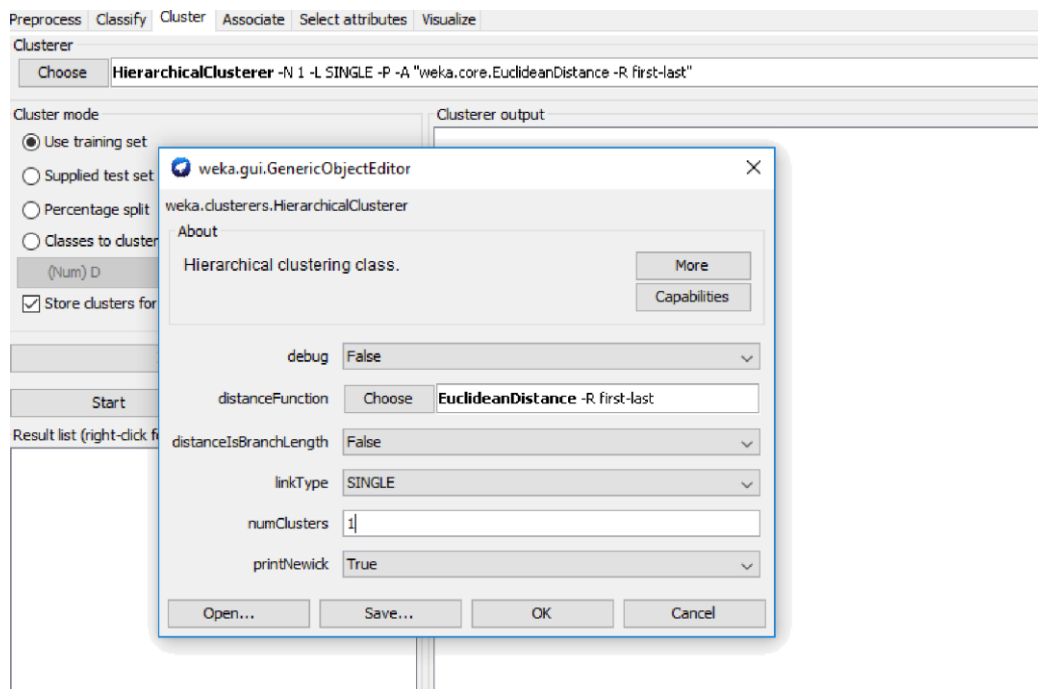 Preprocess Classify Cluster Associate Select attributes Visualize
Clusterer
Choose HierarchicalClusterer -N 1 -L SINGLE -P -A "weka.core.EuclideanDistance -R first-last"
Cluster mode
Use training set
Supplied test set
Percentage split
Classes to cluster
(Num) D
Store clusters for
Start
Result list (right-click f
Clusterer output
weka.gui.GenericObjectEditor
weka.clusterers.HierarchicalClusterer
About
Hierarchical clustering class.
More
Capabilities
debug False
distanceFunction Choose EuclideanDistance -R first-last
distanceIsBranchLength False
linkType SINGLE
numClusters 1
printNewick True
Open... Save... OK Cancel